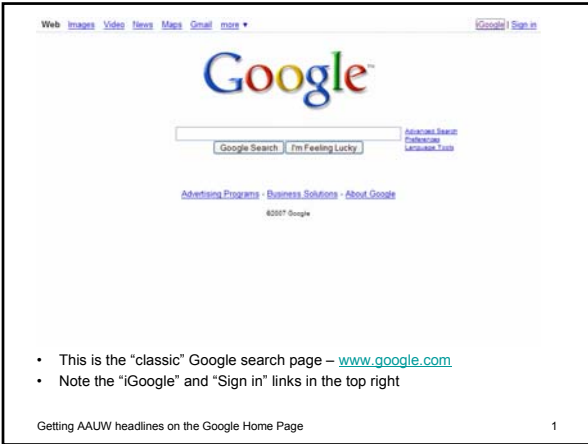 Web Images Video News Maps Gmail more ▼ iGoogle | Sign in
Google™
Advanced Search
Preferences
Language Tools
Google Search I'm Feeling Lucky
Advertising Programs - Business Solutions - About Google
©2007 Google
• This is the “classic” Google search page – www.google.com
• Note the “iGoogle” and “Sign in” links in the top right
Getting AAUW headlines on the Google Home Page 1